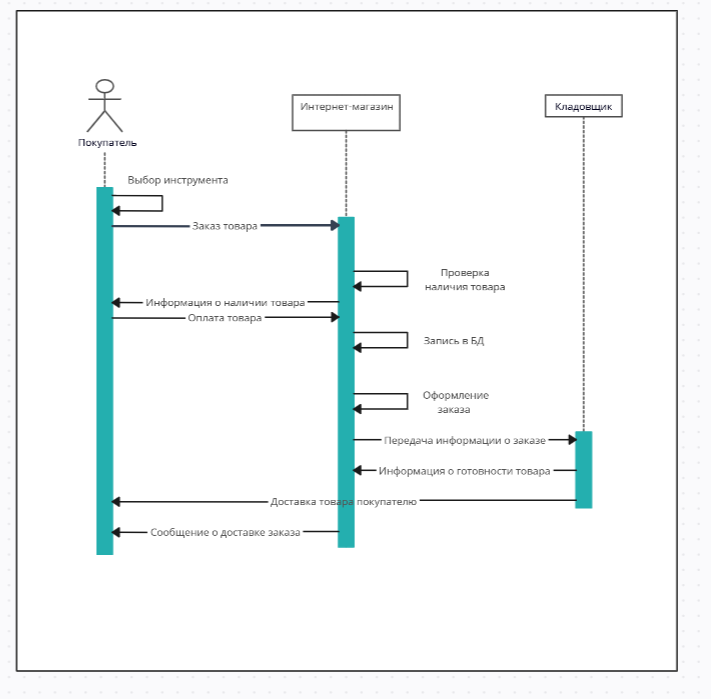 Покупатель
Интернет-магазин
Кладовщик
Выбор инструмента
Заказ товара
Проверка
наличия товара
Информация о наличии товара
Оплата товара
Запись в БД
Оформление
заказа
Передача информации о заказе
Информация о готовности товара
Доставка товара покупателю
Сообщение о доставке заказа